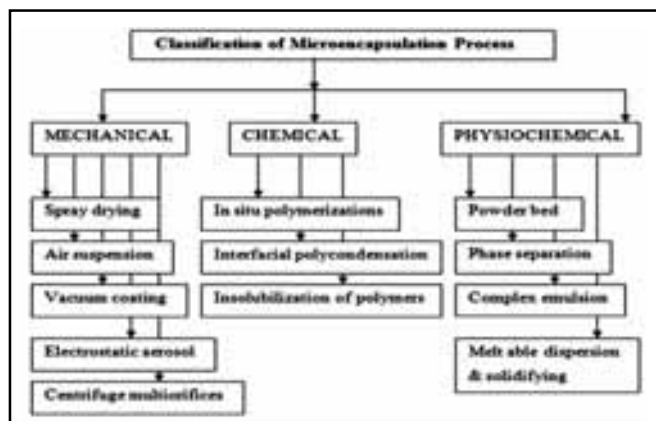 Classification of Microencapsulation Process
MECHANICAL
CHEMICAL
PHYSIOCHEMICAL
Spray drying
In situ polymerizations
Powder bed
Air suspension
Interfacial polycondensation
Phase separation
Vacuum coating
Insolubilization of polymers
Complex emulsion
Electrostatic aerosol
Melt able dispersion
& solidifying
Centrifuge multiorifices